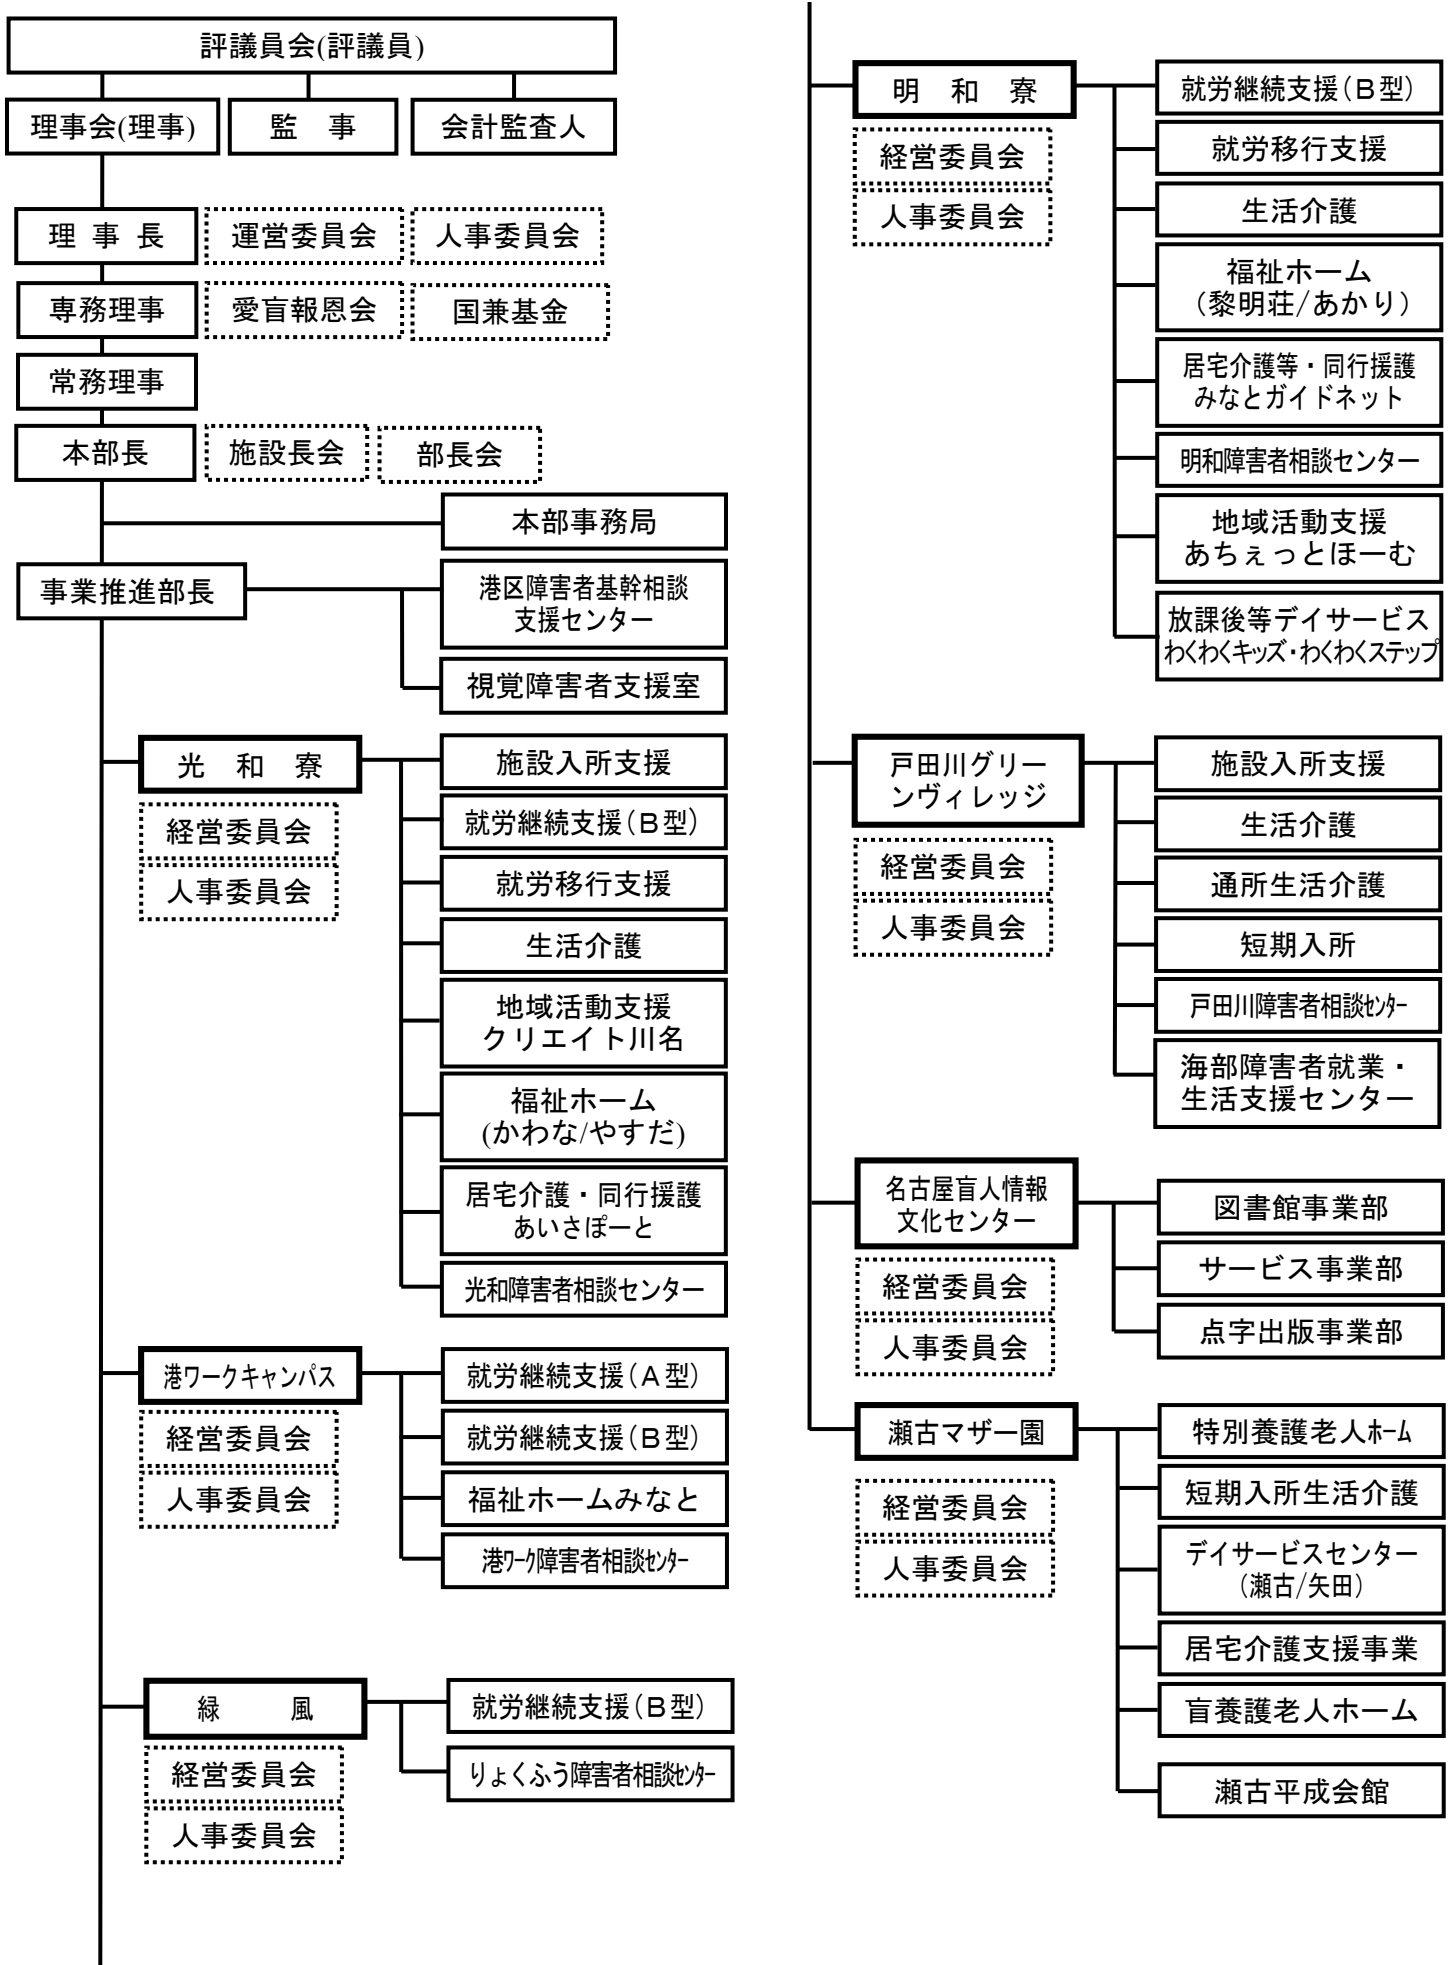 評議員会(評議員)
理事会(理事)
監　事
会計監査人
理 事 長
運営委員会
人事委員会
専務理事
愛盲報恩会
国兼基金
常務理事
本部長
施設長会
部長会
本部事務局
事業推進部長
港区障害者基幹相談
支援センター
視覚障害者支援室
光　和　寮
経営委員会
人事委員会
施設入所支援
就労継続支援(Ｂ型)
就労移行支援
生活介護
地域活動支援
クリエイト川名
福祉ホーム
(かわな/やすだ)
居宅介護・同行援護
あいさぽーと
光和障害者相談センター
港ワークキャンパス
経営委員会
人事委員会
就労継続支援(Ａ型)
就労継続支援(Ｂ型)
福祉ホームみなと
港ワーク障害者相談センター
緑　　風
経営委員会
人事委員会
就労継続支援(Ｂ型)
りょくふう障害者相談センター
明　和　寮
経営委員会
人事委員会
就労継続支援(Ｂ型)
就労移行支援
生活介護
福祉ホーム
(黎明荘/あかり)
居宅介護等・同行援護
みなとガイドネット
明和障害者相談センター
地域活動支援
あちぇっとほーむ
放課後等デイサービス
わくわくキッズ・わくわくステップ
戸田川グリー
ンヴィレッジ
経営委員会
人事委員会
施設入所支援
生活介護
通所生活介護
短期入所
戸田川障害者相談センター
海部障害者就業・
生活支援センター
名古屋盲人情報
文化センター
経営委員会
人事委員会
図書館事業部
サービス事業部
点字出版事業部
瀬古マザー園
経営委員会
人事委員会
特別養護老人ホーム
短期入所生活介護
デイサービスセンター
(瀬古/矢田)
居宅介護支援事業
盲養護老人ホーム
瀬古平成会館